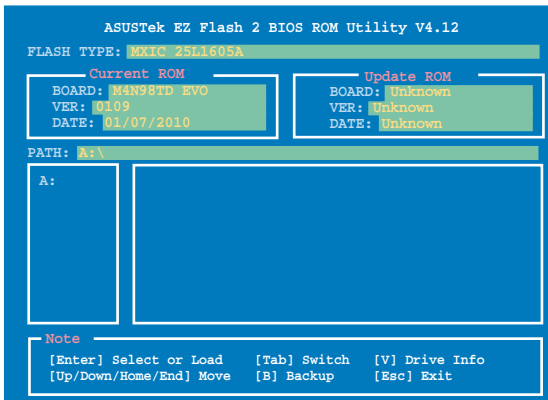 ASUSTek EZ Flash 2 BIOS ROM Utility V4.12
FLASH TYPE: MXIC 25L1605A
Current ROM
BOARD: M4N98TD EVO
VER: 0109
DATE: 01/07/2010
Update ROM
BOARD: Unknown
VER: Unknown
DATE: Unknown
PATH: A:\
A:
Note
[Enter] Select or Load [Tab] Switch [V] Drive Info
[Up/Down/Home/End] Move [B] Backup [Esc] Exit